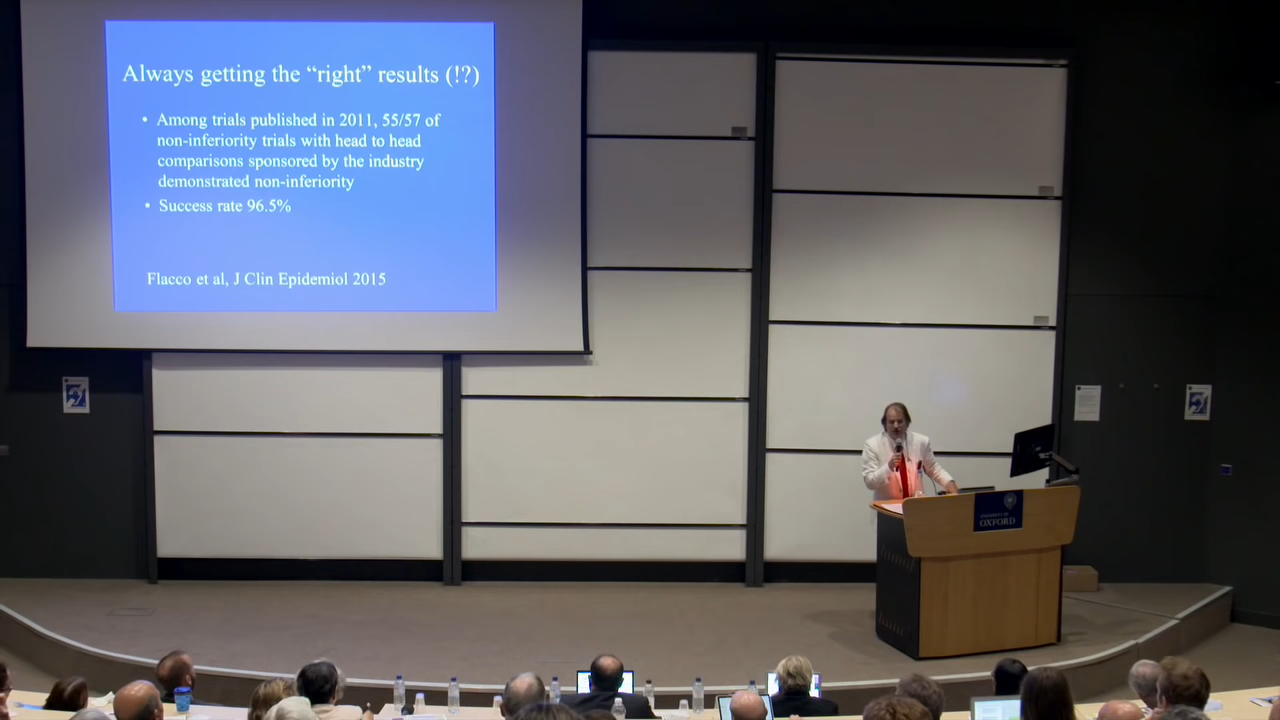 Always getting the “right” results (!?)
• Among trials published in 2011, 55/57 of
non-inferiority trials with head to head
comparisons sponsored by the industry
demonstrated non-inferiority
• Success rate 96.5%
Flacco et al, J Clin Epidemiol 2015
UNIVERSITY OF
OXFORD